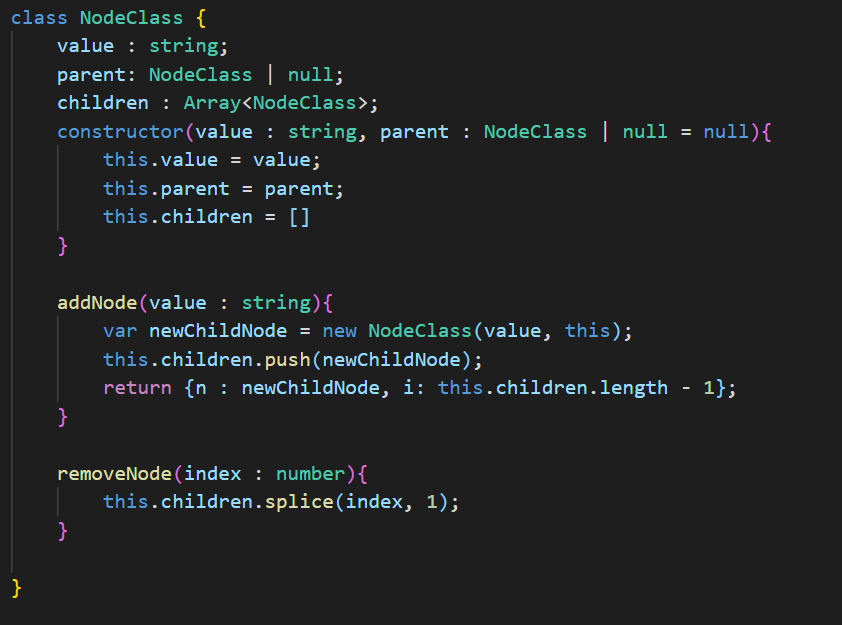 class NodeClass {
    value : string;
    parent: NodeClass | null;
    children : Array<NodeClass>;
    constructor(value : string, parent : NodeClass | null = null){
        this.value = value;
        this.parent = parent;
        this.children = []
    }
    addNode(value : string){
        var newChildNode = new NodeClass(value, this);
        this.children.push(newChildNode);
        return {n : newChildNode, i: this.children.length - 1};
    }
    removeNode(index : number){
        this.children.splice(index, 1);
    }
}